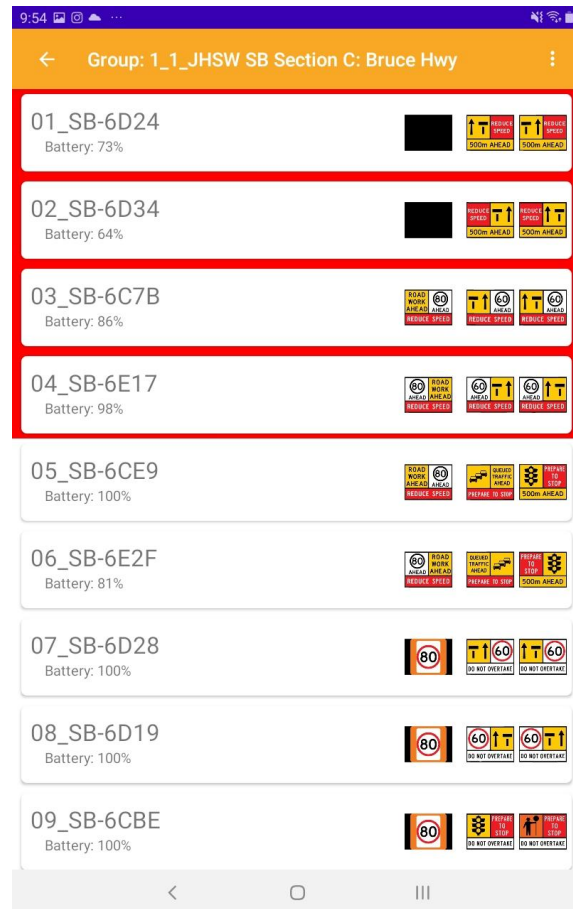 9:54
Group: 1_1_JHSW SB Section C: Bruce Hwy
01_SB-6D24
Battery: 73%
REDUCE SPEED
500m AHEAD
REDUCE SPEED
500m AHEAD
02_SB-6D34
Battery: 64%
REDUCE SPEED
500m AHEAD
REDUCE SPEED
500m AHEAD
03_SB-6C7B
Battery: 86%
ROAD WORK AHEAD
80 AHEAD
REDUCE SPEED
60 AHEAD
REDUCE SPEED
60 AHEAD
REDUCE SPEED
04_SB-6E17
Battery: 98%
80 AHEAD
ROAD WORK AHEAD
REDUCE SPEED
60 AHEAD
REDUCE SPEED
60 AHEAD
REDUCE SPEED
05_SB-6CE9
Battery: 100%
ROAD WORK AHEAD
80 AHEAD
REDUCE SPEED
QUEUED TRAFFIC AHEAD
PREPARE TO STOP
PREPARE TO STOP
500m AHEAD
06_SB-6E2F
Battery: 81%
80 AHEAD
ROAD WORK AHEAD
REDUCE SPEED
QUEUED TRAFFIC AHEAD
PREPARE TO STOP
PREPARE TO STOP
500m AHEAD
07_SB-6D28
Battery: 100%
80
60
DO NOT OVERTAKE
60
DO NOT OVERTAKE
08_SB-6D19
Battery: 100%
80
60
DO NOT OVERTAKE
60
DO NOT OVERTAKE
09_SB-6CBE
Battery: 100%
80
PREPARE TO STOP
DO NOT OVERTAKE
PREPARE TO STOP
DO NOT OVERTAKE